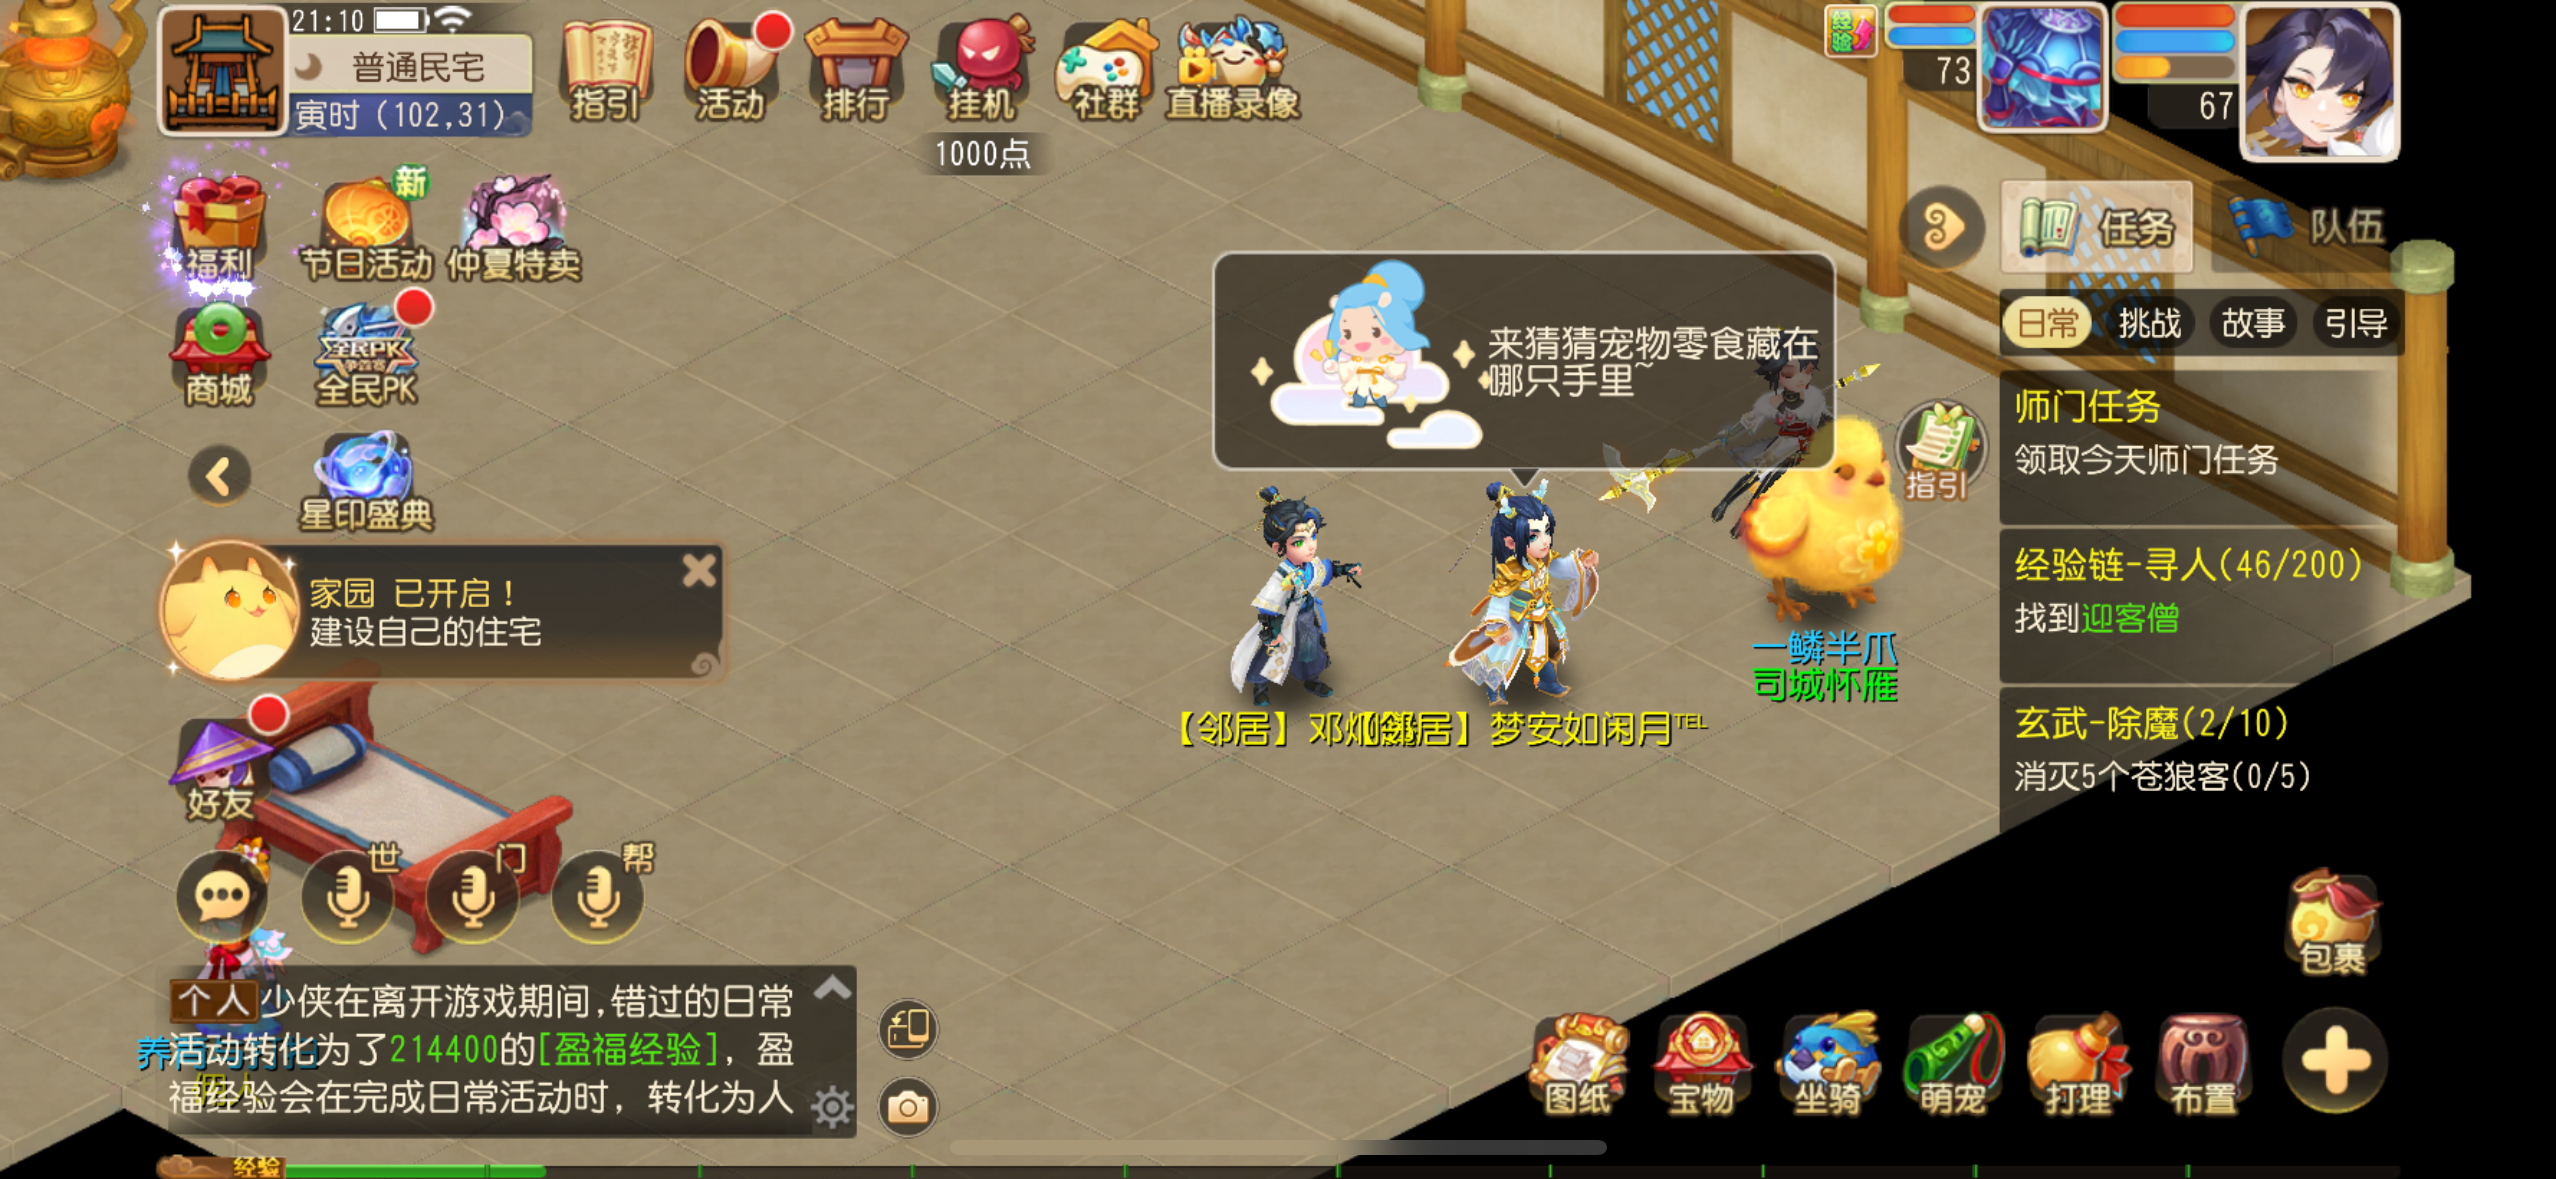 21:10
普通民宅
寅时 (102,31)
指引
活动
排行
挂机
社群
直播录像
1000点
经验
73
67
福利
新
节日活动
仲夏特卖
商城
全民PK
全民PK
星印盛典
任务
队伍
日常
挑战
故事
引导
师门任务
领取今天师门任务
经验链-寻人(46/200)
找到迎客僧
玄武-除魔(2/10)
消灭5个苍狼客(0/5)
指引
来猜猜宠物零食藏在
哪只手里~
家园 已开启！
建设自己的住宅
一鳞半爪
司城怀雁
【邻居】邓
居】梦安如闲月TEL
好友
世
门
帮
个人 少侠在离开游戏期间,错过的日常
活动转化为了214400的[盈福经验]，盈
福经验会在完成日常活动时，转化为人
包裹
图纸
宝物
坐骑
萌宠
打理
布置
经验